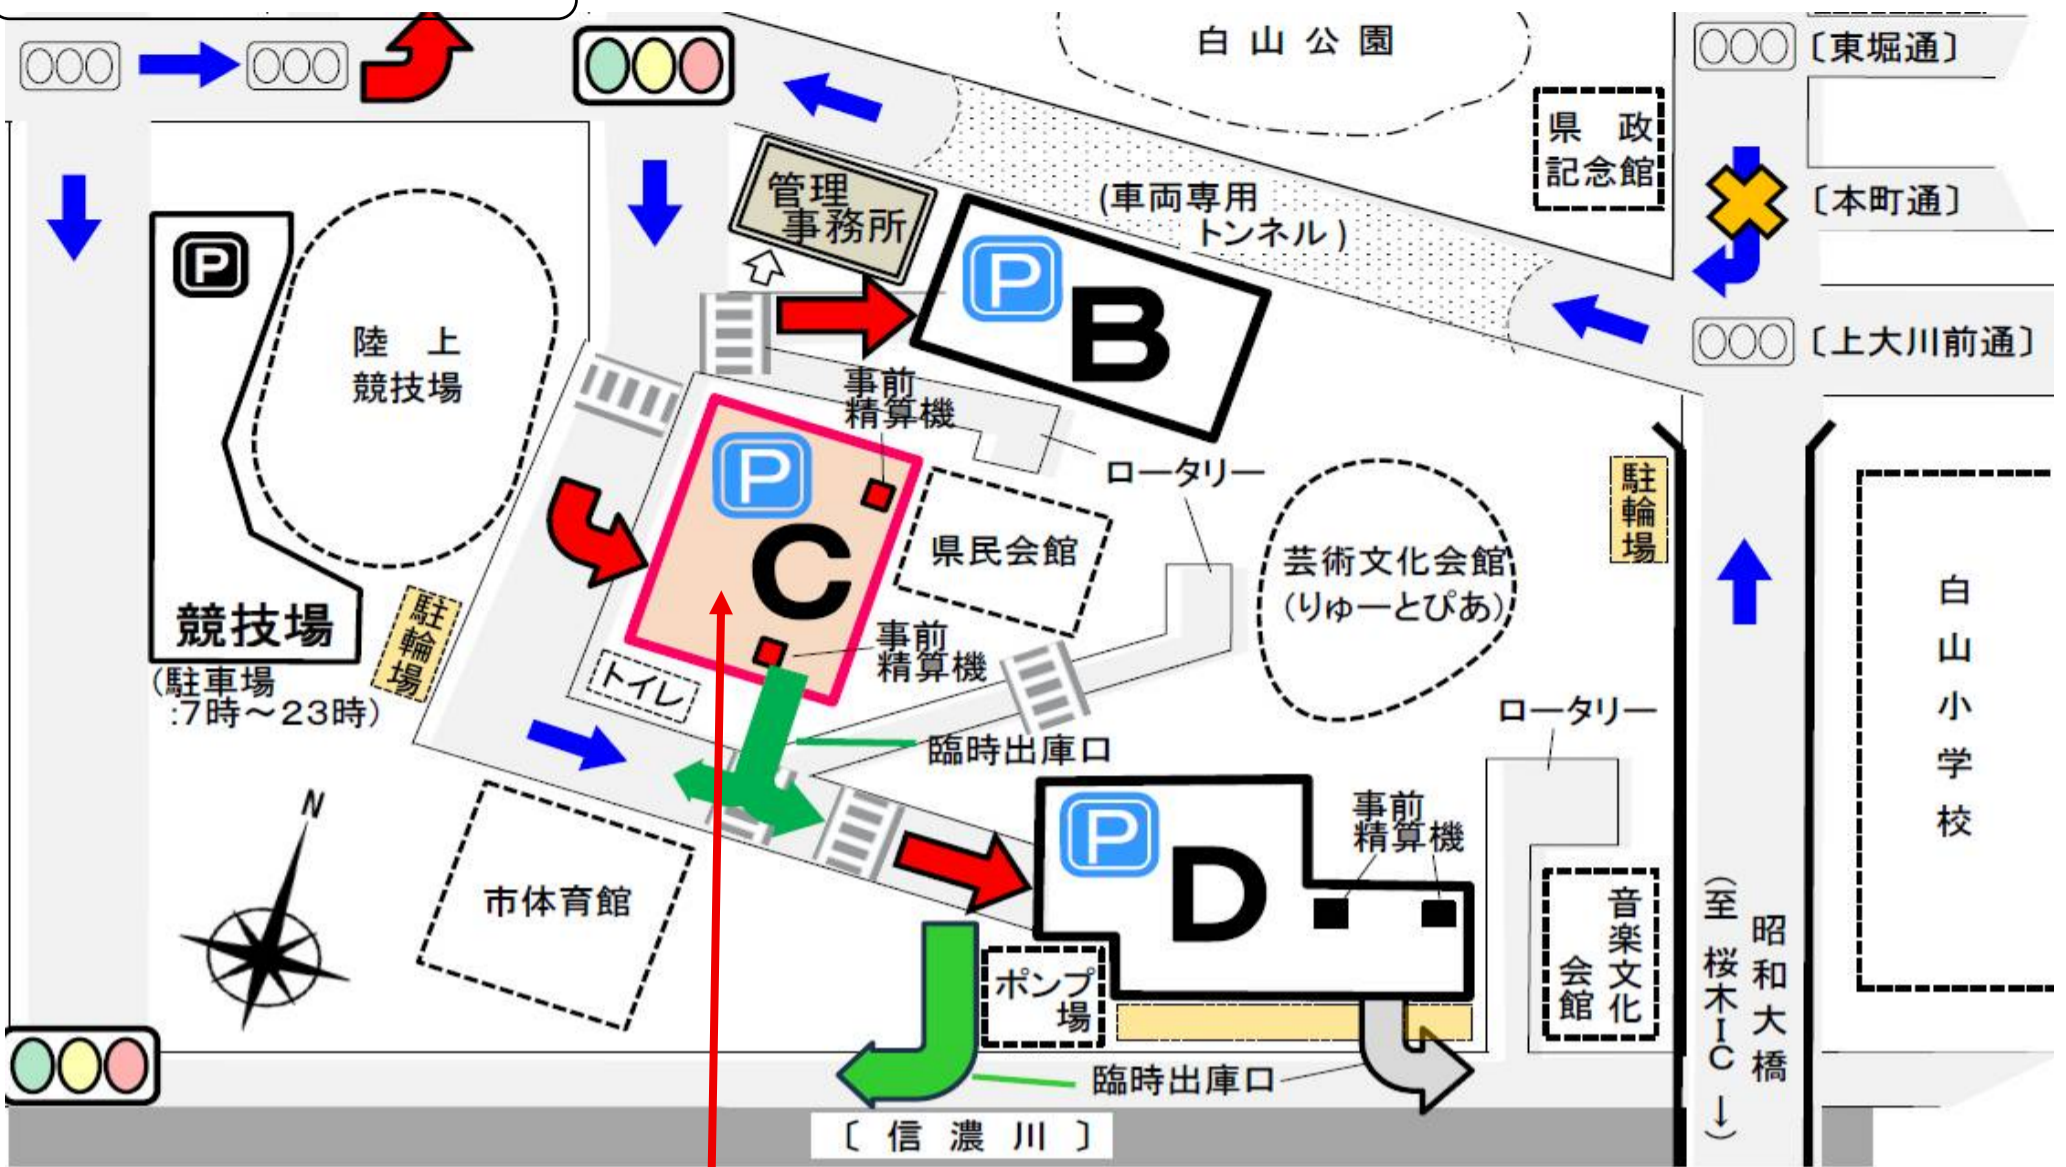 白山公園
〔東堀通〕
県 政
記念館
〔本町通〕
(車両専用
トンネル)
管理
事務所
P
P
B
陸 上
競技場
〔上大川前通〕
事前
精算機
P
C
ロータリー
駐輪場
県民会館
芸術文化会館
(りゅーとぴあ)
白山小学校
競技場
(駐車場
:7時～23時)
駐輪場
事前
精算機
トイレ
臨時出庫口
ロータリー
N
P
D
事前
精算機
市体育館
音楽文化
会館
昭和大橋
(至 桜木IC→)
ポンプ
場
臨時出庫口
〔信濃川〕